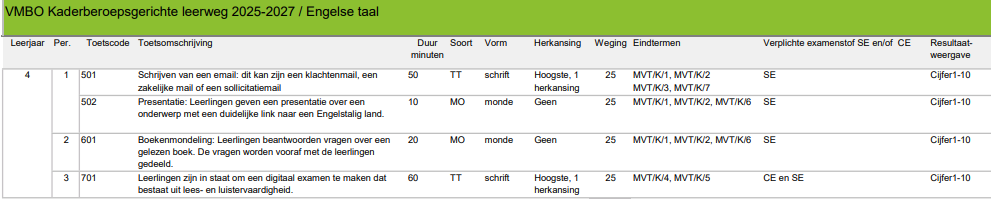 VMBO Kaderberoepsgerichte leerweg 2025-2027 / Engelse taal
Leerjaar Per. Toetscode Toetsomschrijving Duur minuten Soort Vorm Herkansing Weging Eindtermen Verplichte examenstof SE en/of CE Resultaat-weergave
4 1 501 Schrijven van een email: dit kan zijn een klachtenmail, een 50 TT schrift Hoogste, 1 25 MVT/K/1, MVT/K/2 SE Cijfer1-10
zakelijke mail of een sollicitatiemail herkansing MVT/K/3, MVT/K/7
502 Presentatie: Leerlingen geven een presentatie over een 10 MO monde Geen 25 MVT/K/1, MVT/K/2, MVT/K/6 SE Cijfer1-10
onderwerp met een duidelijke link naar een Engelstalig land.
2 601 Boekenmondeling: Leerlingen beantwoorden vragen over een 20 MO monde Geen 25 MVT/K/1, MVT/K/2, MVT/K/6 SE Cijfer1-10
gelezen boek. De vragen worden vooraf met de leerlingen
gedeeld.
3 701 Leerlingen zijn in staat om een digitaal examen te maken dat 60 TT schrift Hoogste, 1 25 MVT/K/4, MVT/K/5 CE en SE Cijfer1-10
bestaat uit lees- en luistervaardigheid. herkansing